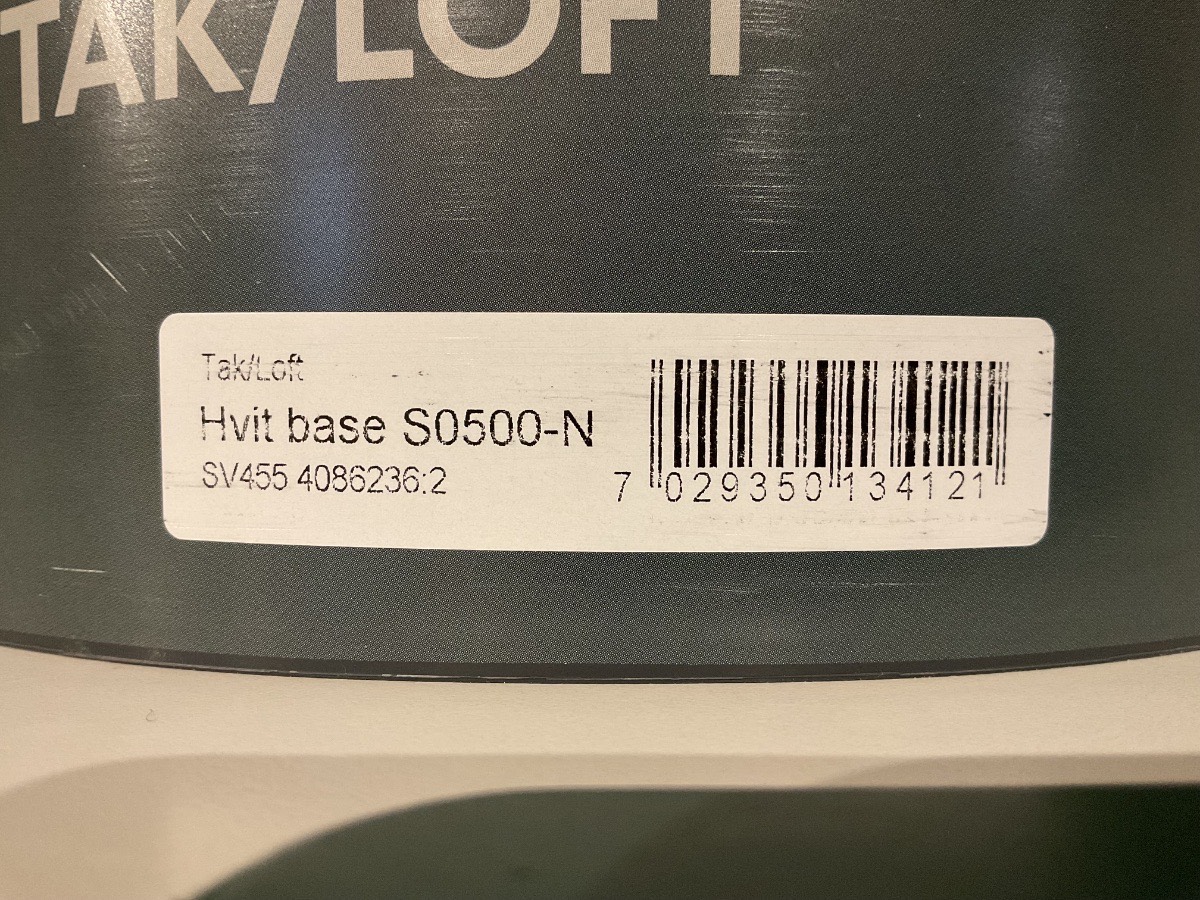 TAK/LOFT
Tak/Loft
Hvit base S0500-N
SV455 4086236:2
7 029350 134121